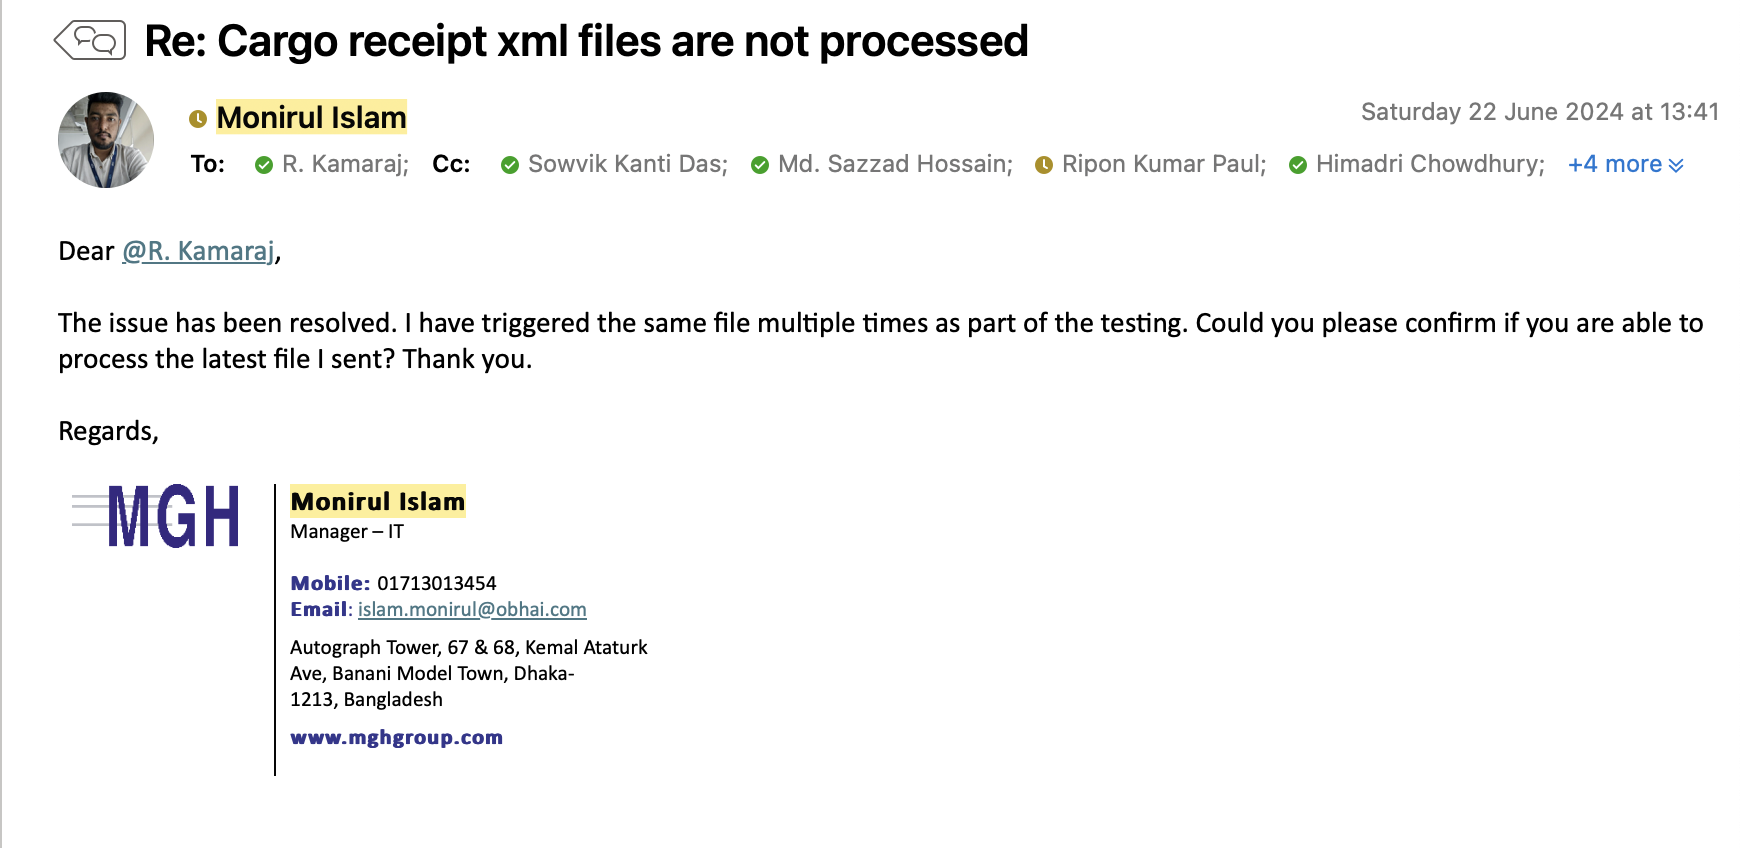 Re: Cargo receipt xml files are not processed
Monirul Islam
Saturday 22 June 2024 at 13:41
To: R. Kamaraj; Cc: Sowvik Kanti Das; Md. Sazzad Hossain; Ripon Kumar Paul; Himadri Chowdhury; +4 more
Dear @R. Kamaraj,
The issue has been resolved. I have triggered the same file multiple times as part of the testing. Could you please confirm if you are able to
process the latest file I sent? Thank you.
Regards,
MGH
Monirul Islam
Manager – IT
Mobile: 01713013454
Email: islam.monirul@obhai.com
Autograph Tower, 67 & 68, Kemal Ataturk
Ave, Banani Model Town, Dhaka-
1213, Bangladesh
www.mghgroup.com